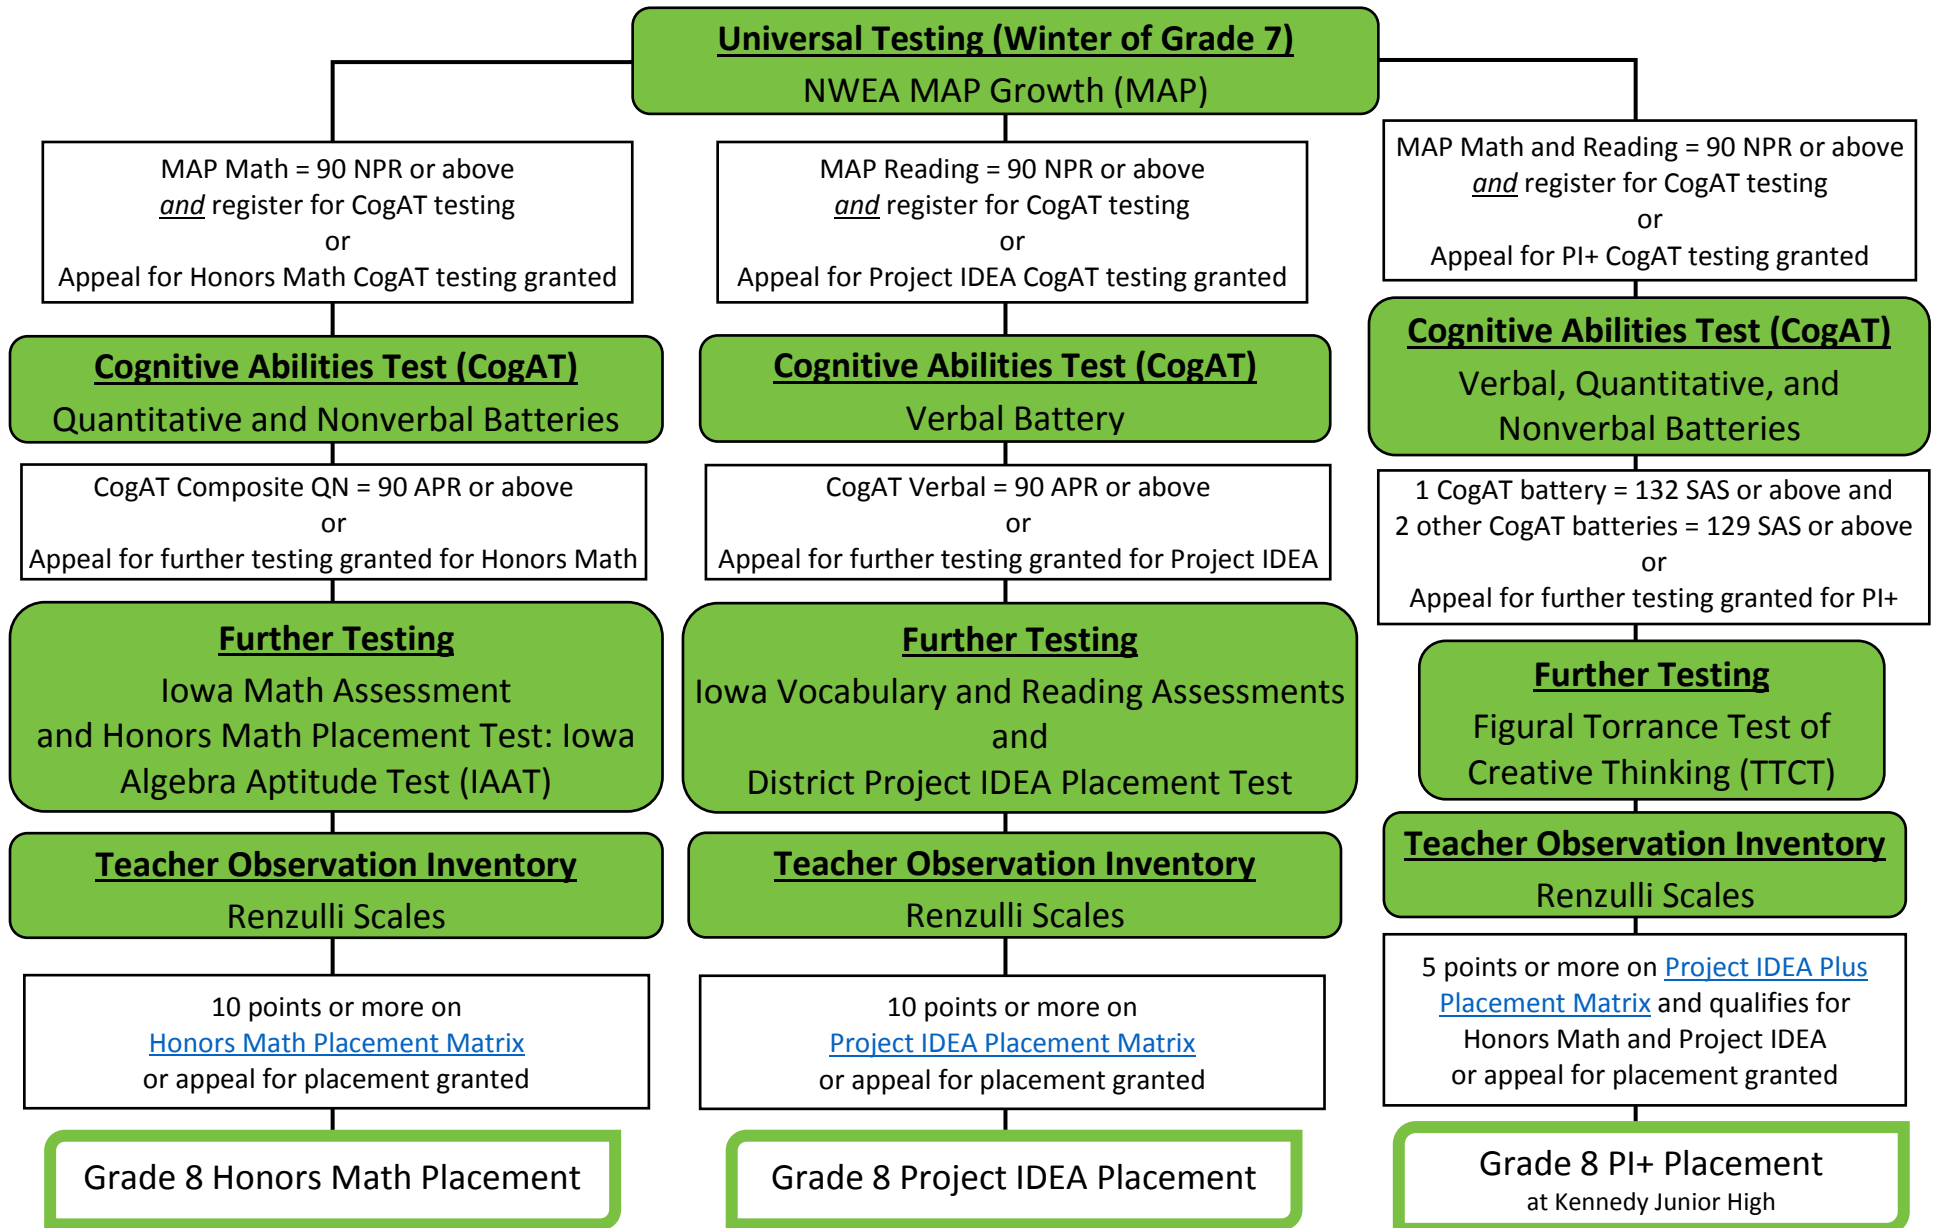 Universal Testing (Winter of Grade 7)
NWEA MAP Growth (MAP)
MAP Math = 90 NPR or above
and register for CogAT testing
or
Appeal for Honors Math CogAT testing granted
Cognitive Abilities Test (CogAT)
Quantitative and Nonverbal Batteries
CogAT Composite QN = 90 APR or above
or
Appeal for further testing granted for Honors Math
Further Testing
Iowa Math Assessment
and Honors Math Placement Test: Iowa
Algebra Aptitude Test (IAAT)
Teacher Observation Inventory
Renzulli Scales
10 points or more on
Honors Math Placement Matrix
or appeal for placement granted
Grade 8 Honors Math Placement
MAP Reading = 90 NPR or above
and register for CogAT testing
or
Appeal for Project IDEA CogAT testing granted
Cognitive Abilities Test (CogAT)
Verbal Battery
CogAT Verbal = 90 APR or above
or
Appeal for further testing granted for Project IDEA
Further Testing
Iowa Vocabulary and Reading Assessments
and
District Project IDEA Placement Test
Teacher Observation Inventory
Renzulli Scales
10 points or more on
Project IDEA Placement Matrix
or appeal for placement granted
Grade 8 Project IDEA Placement
MAP Math and Reading = 90 NPR or above
and register for CogAT testing
or
Appeal for PI+ CogAT testing granted
Cognitive Abilities Test (CogAT)
Verbal, Quantitative, and
Nonverbal Batteries
1 CogAT battery = 132 SAS or above and
2 other CogAT batteries = 129 SAS or above
or
Appeal for further testing granted for PI+
Further Testing
Figural Torrance Test of
Creative Thinking (TTCT)
Teacher Observation Inventory
Renzulli Scales
5 points or more on Project IDEA Plus
Placement Matrix and qualifies for
Honors Math and Project IDEA
or appeal for placement granted
Grade 8 PI+ Placement
at Kennedy Junior High